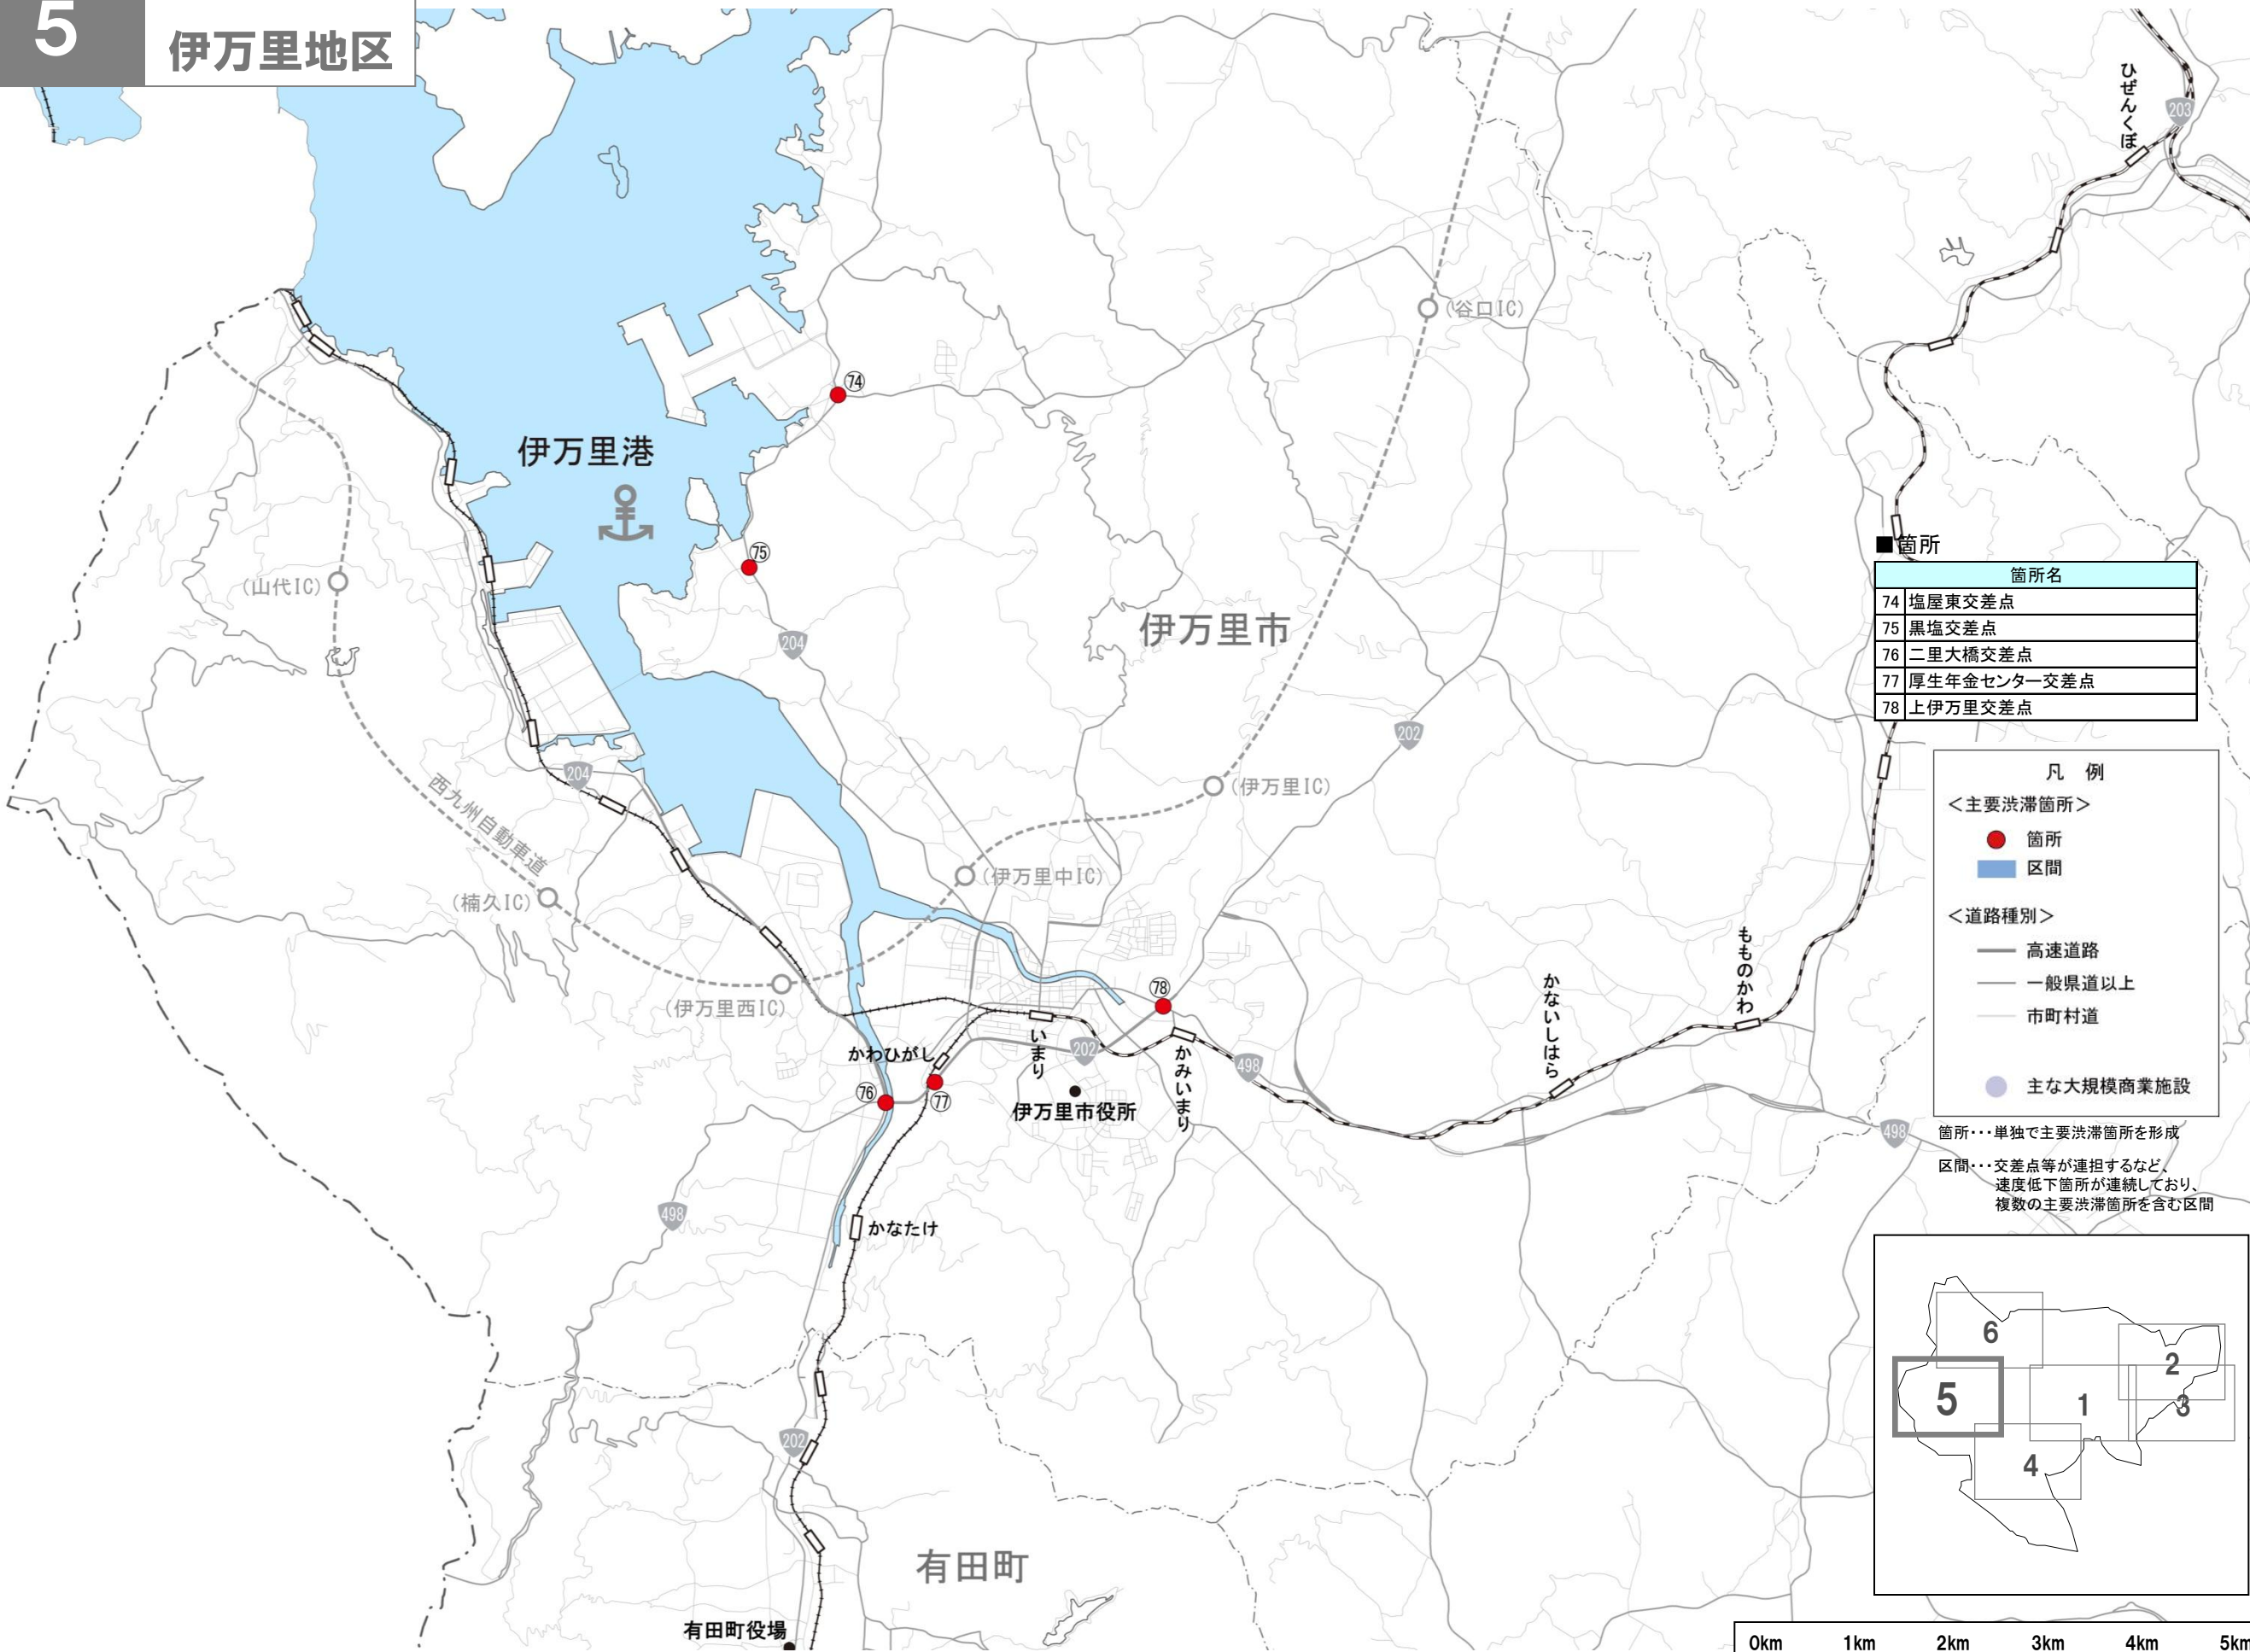 5
伊万里地区
ひぜんくぼ
203
(谷口IC)
74
伊万里港
75
(山代IC)
204
伊万里市
■箇所
箇所名
74 塩屋東交差点
75 黒塩交差点
76 二里大橋交差点
77 厚生年金センター交差点
78 上伊万里交差点
202
204
西九州自動車道
(伊万里IC)
(伊万里中IC)
(楠久IC)
(伊万里西IC)
凡 例
<主要渋滞箇所>
箇所
区間
<道路種別>
高速道路
一般県道以上
市町村道
主な大規模商業施設
もものかわ
かないしはら
78
かわひがし
いまり
202
かみいまり
498
76
77
伊万里市役所
498
箇所・・・単独で主要渋滞箇所を形成
区間・・・交差点等が連担するなど、
速度低下箇所が連続しており、
複数の主要渋滞箇所を含む区間
498
かなたけ
6
2
5
1
3
4
202
有田町
有田町役場
0km 1km 2km 3km 4km 5km